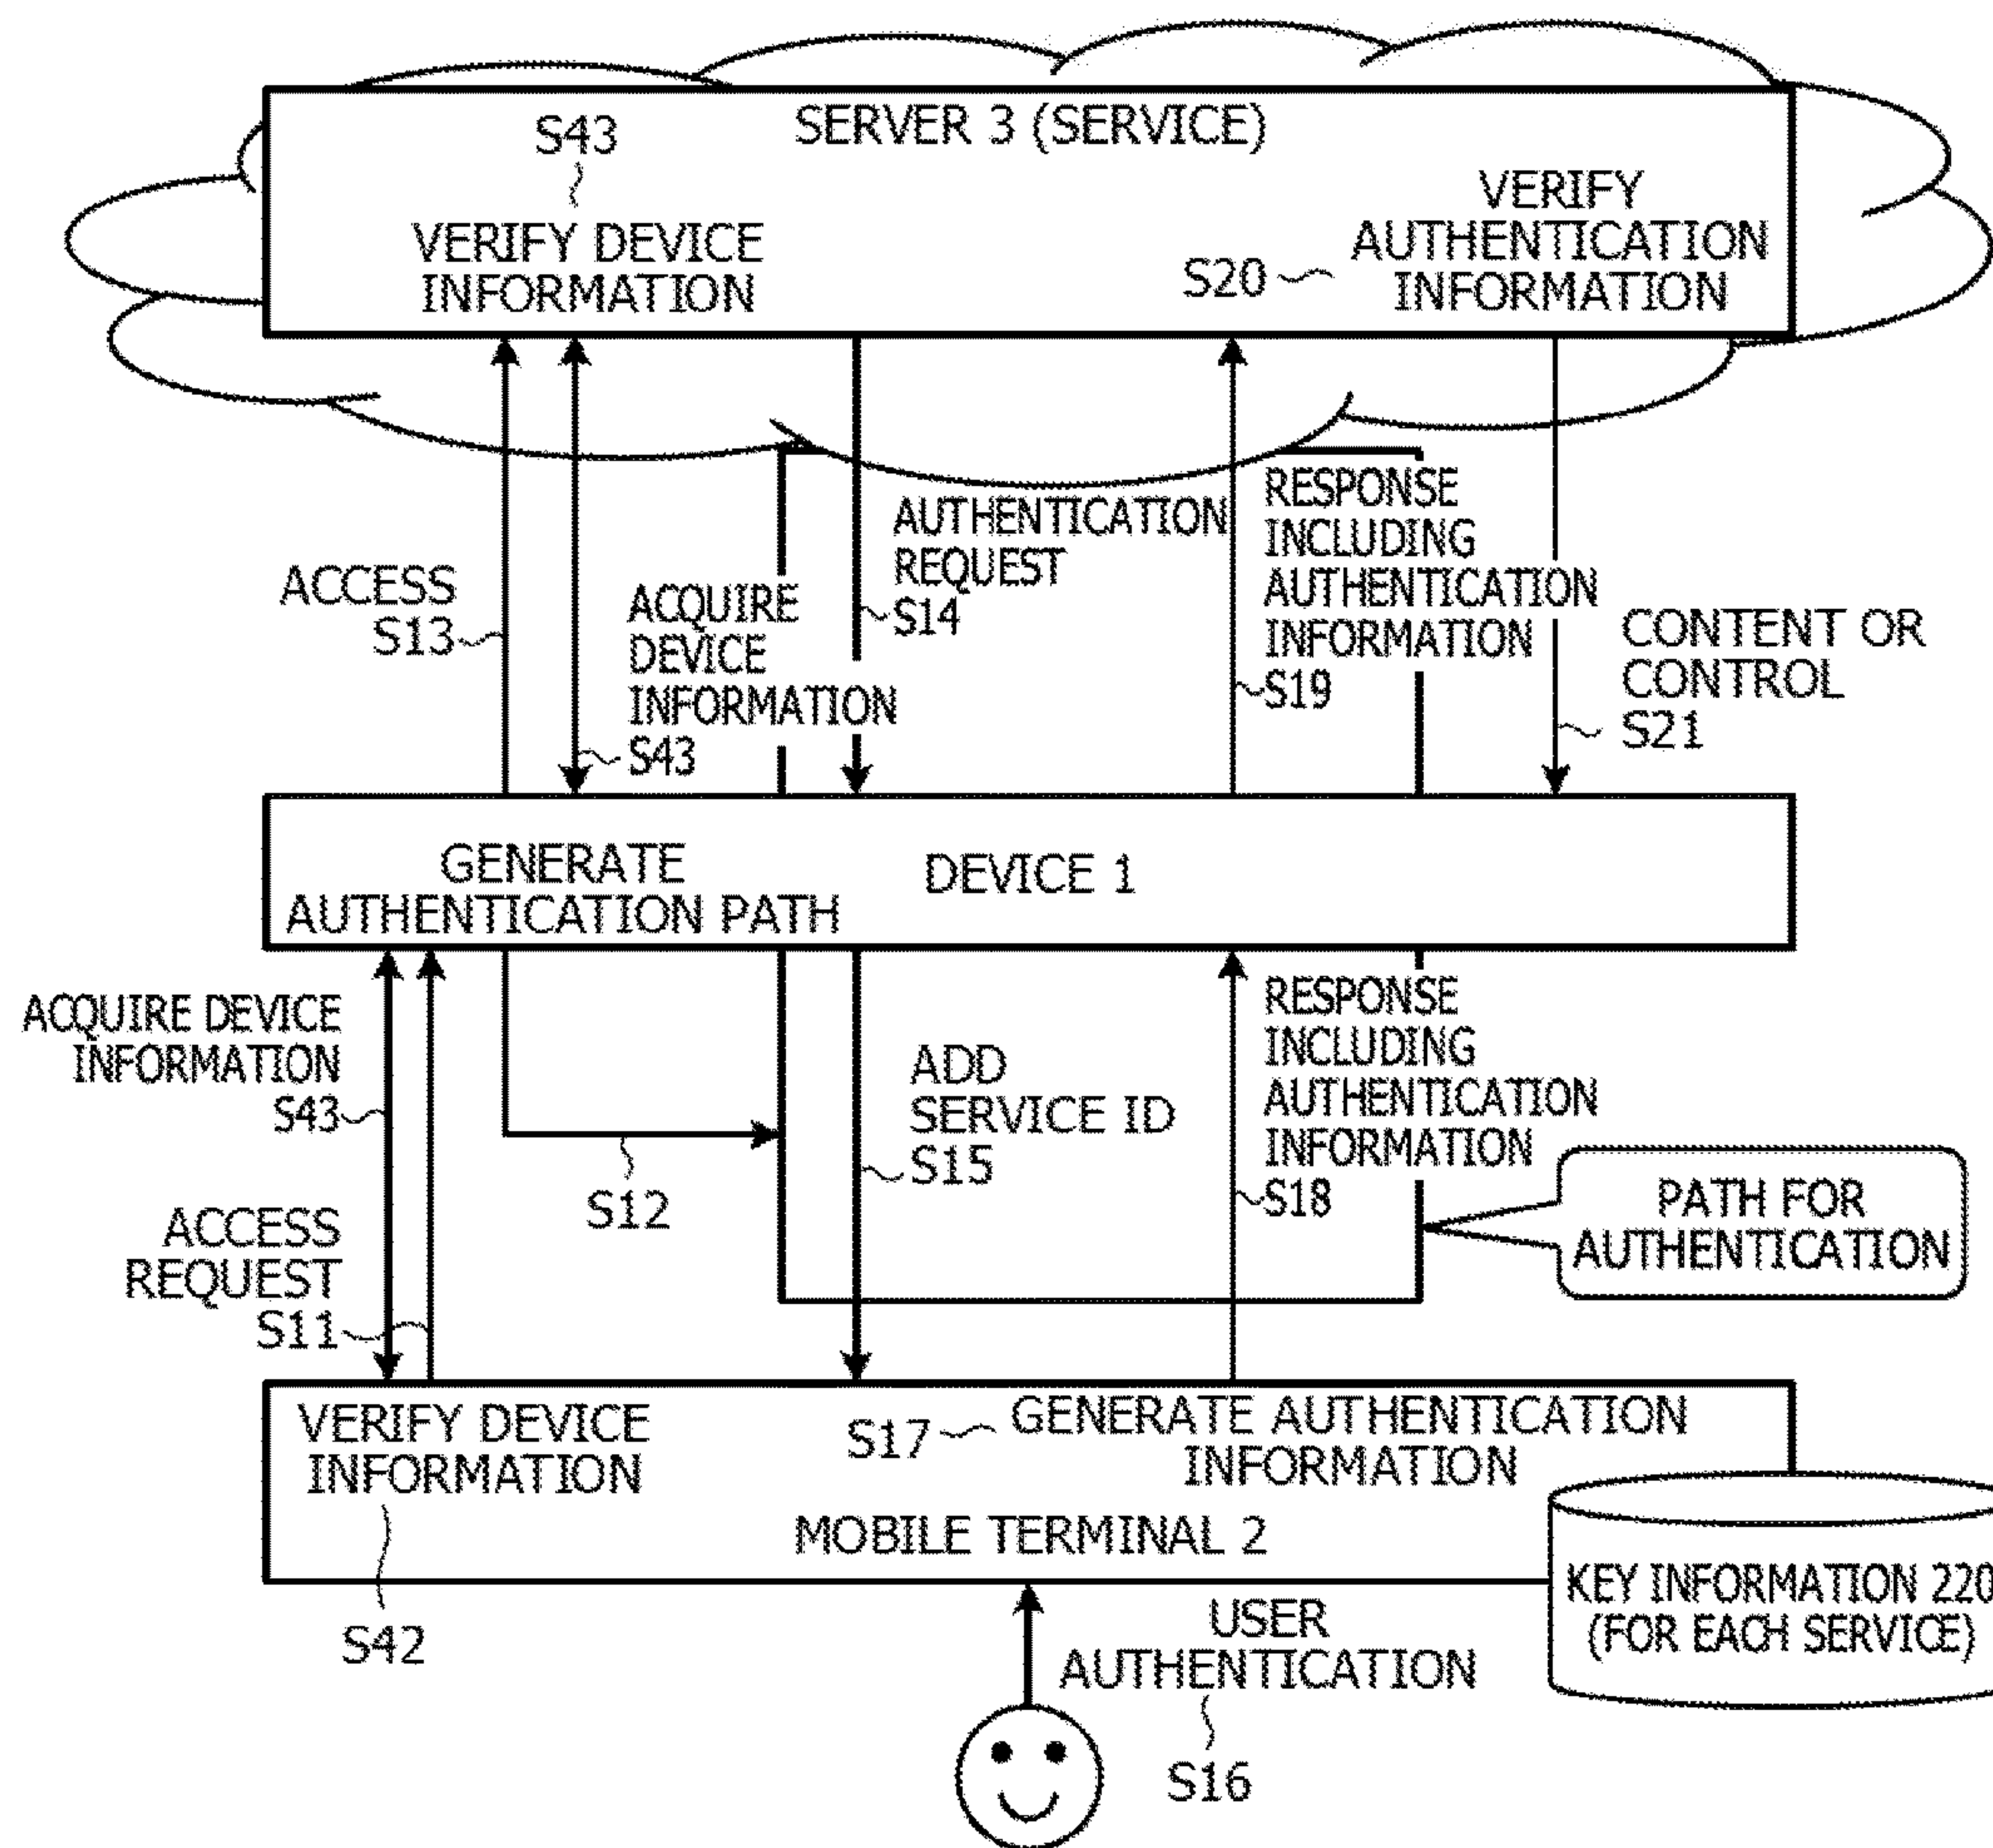 SERVER 3 (SERVICE)
S43
VERIFY DEVICE
INFORMATION
VERIFY
AUTHENTICATION
INFORMATION
S20
ACCESS
S13
ACQUIRE
DEVICE
INFORMATION
S43
AUTHENTICATION
REQUEST
S14
RESPONSE
INCLUDING
AUTHENTICATION
INFORMATION
S19
CONTENT OR
CONTROL
S21
GENERATE
AUTHENTICATION PATH
DEVICE 1
ACQUIRE DEVICE
INFORMATION
S43
ACCESS
REQUEST
S11
S12
ADD
SERVICE ID
S15
RESPONSE
INCLUDING
AUTHENTICATION
INFORMATION
S18
PATH FOR
AUTHENTICATION
VERIFY DEVICE
INFORMATION
S42
S17
GENERATE AUTHENTICATION
INFORMATION
MOBILE TERMINAL 2
KEY INFORMATION 220
(FOR EACH SERVICE)
USER
AUTHENTICATION
S16